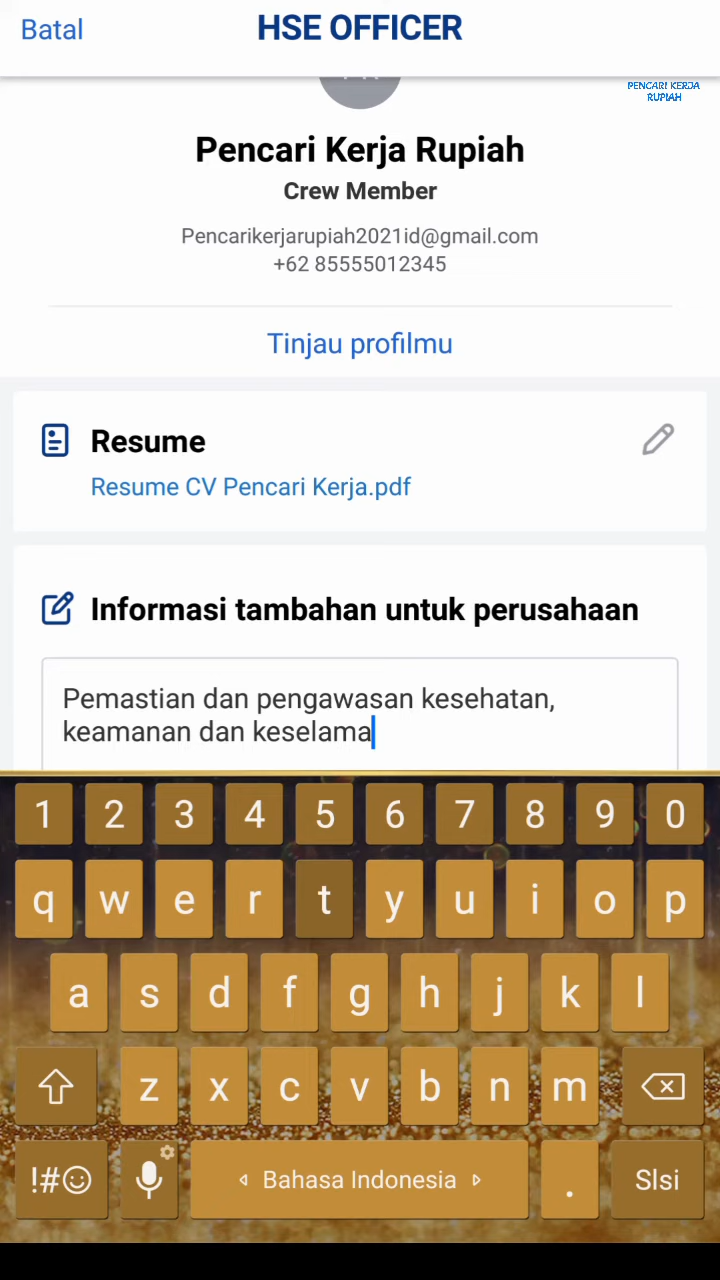 Batal
HSE OFFICER
PENCARI KERJA
RUPIAH
Pencari Kerja Rupiah
Crew Member
Pencarikerjarupiah2021id@gmail.com
+62 85555012345
Tinjau profilmu
Resume
Resume CV Pencari Kerja.pdf
Informasi tambahan untuk perusahaan
Pemastian dan pengawasan kesehatan,
keamanan dan keselama
1 2 3 4 5 6 7 8 9 0
q w e r t y u i o p
a s d f g h j k l
z x c v b n m
!# Bahasa Indonesia . Slsi